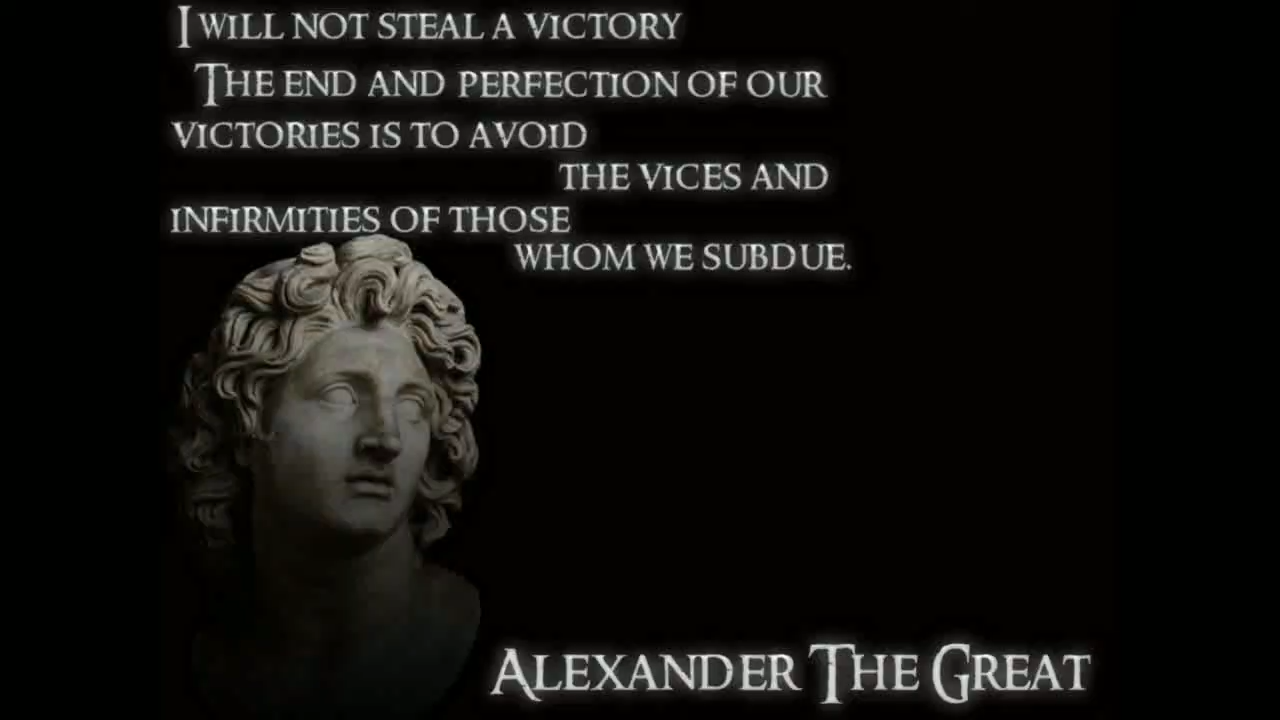 I WILL NOT STEAL A VICTORY
THE END AND PERFECTION OF OUR
VICTORIES IS TO AVOID
THE VICES AND
INFIRMITIES OF THOSE
WHOM WE SUBDUE.
ALEXANDER THE GREAT